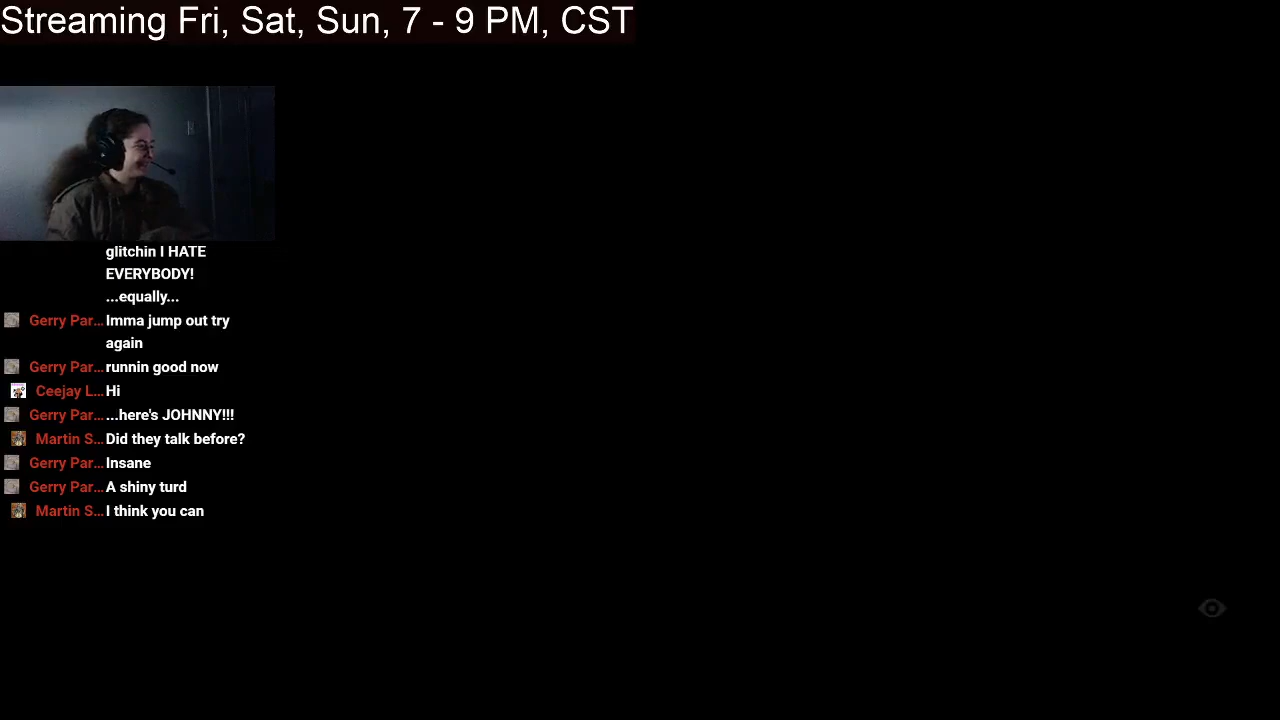 Streaming Fri, Sat, Sun, 7 - 9 PM, CST
glitchin I HATE
EVERYBODY!
...equally...
Gerry Par... Imma jump out try
again
Gerry Par... runnin good now
Ceejay L... Hi
Gerry Par... ...here's JOHNNY!!!
Martin S... Did they talk before?
Gerry Par... Insane
Gerry Par... A shiny turd
Martin S... I think you can